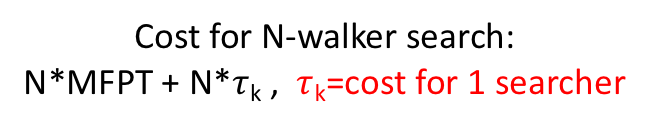 Cost for N-walker search:
N*MFPT + N*τₖ , τₖ=cost for 1 searcher